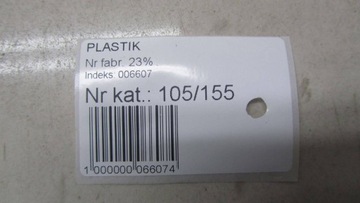 PLASTIK
Nr fabr. 23%
Indeks: 006607
Nr kat.: 105/155
1 000000 066074